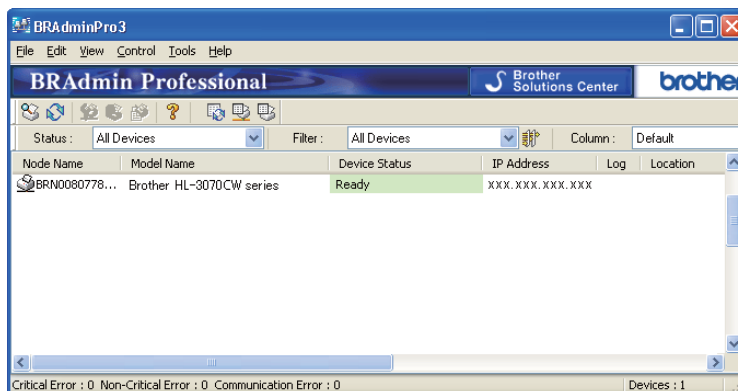 BRAdminPro3
File Edit View Control Tools Help
BRAdmin Professional Brother Solutions Center brother
Status : All Devices Filter : All Devices Column : Default
Node Name Model Name Device Status IP Address Log Location
BRN0080778... Brother HL-3070CW series Ready XXX.XXX.XXX.XXX
Critical Error : 0 Non-Critical Error : 0 Communication Error : 0 Devices : 1